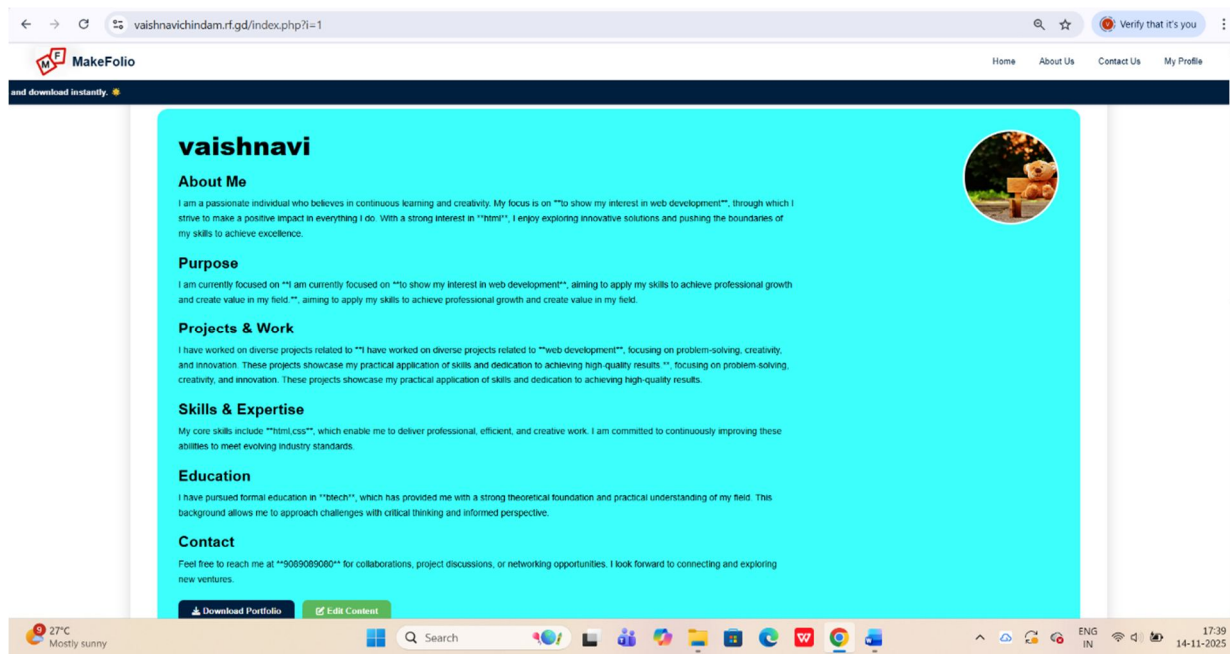 vaishnavichindam.rf.gd/index.php?i=1
Verify that it's you
M F
MakeFolio
Home About Us Contact Us My Profile
and download instantly.
vaishnavi
About Me
I am a passionate individual who believes in continuous learning and creativity. My focus is on **to show my interest in web development**, through which I
strive to make a positive impact in everything I do. With a strong interest in **html**, I enjoy exploring innovative solutions and pushing the boundaries of
my skills to achieve excellence.
Purpose
I am currently focused on **I am currently focused on **to show my interest in web development**, aiming to apply my skills to achieve professional growth
and create value in my field.**, aiming to apply my skills to achieve professional growth and create value in my field.
Projects & Work
I have worked on diverse projects related to **I have worked on diverse projects related to **web development**, focusing on problem-solving, creativity,
and innovation. These projects showcase my practical application of skills and dedication to achieving high-quality results.**, focusing on problem-solving,
creativity, and innovation. These projects showcase my practical application of skills and dedication to achieving high-quality results.
Skills & Expertise
My core skills include **html,css**, which enable me to deliver professional, efficient, and creative work. I am committed to continuously improving these
abilities to meet evolving industry standards.
Education
I have pursued formal education in **btech**, which has provided me with a strong theoretical foundation and practical understanding of my field. This
background allows me to approach challenges with critical thinking and informed perspective.
Contact
Feel free to reach me at **9089089080** for collaborations, project discussions, or networking opportunities. I look forward to connecting and exploring
new ventures.
Download Portfolio Edit Content
9
27°C
Mostly sunny
Search
W
ENG
IN
17:39
14-11-2025